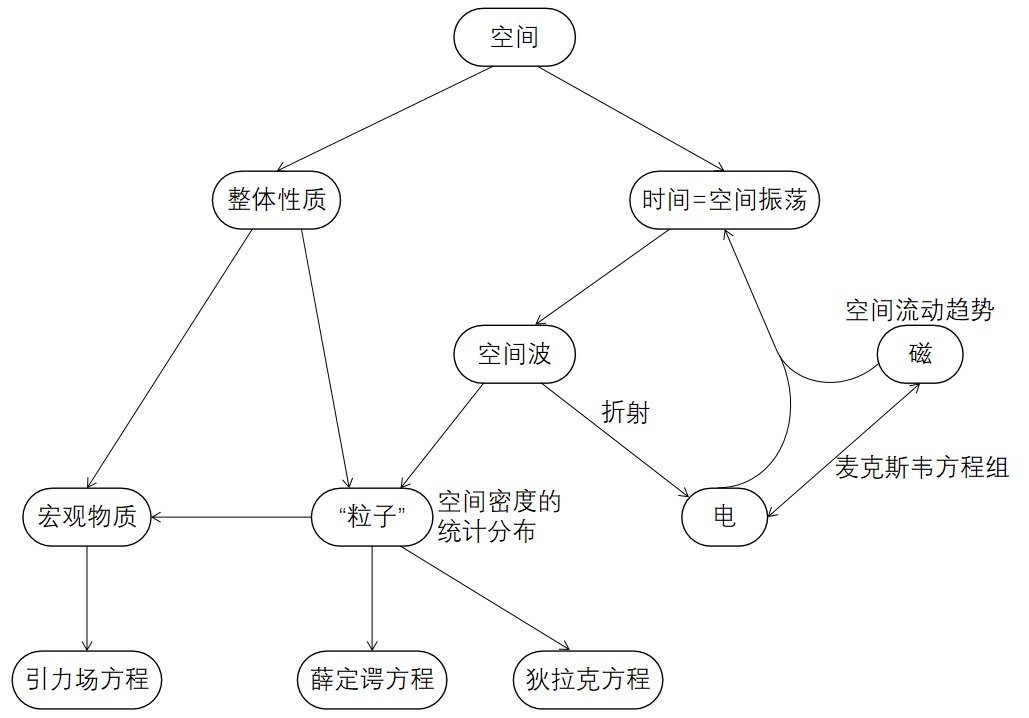 空间
整体性质
时间=空间振荡
空间流动趋势
空间波
磁
折射
麦克斯韦方程组
宏观物质
“粒子”
空间密度的
统计分布
电
引力场方程
薛定谔方程
狄拉克方程